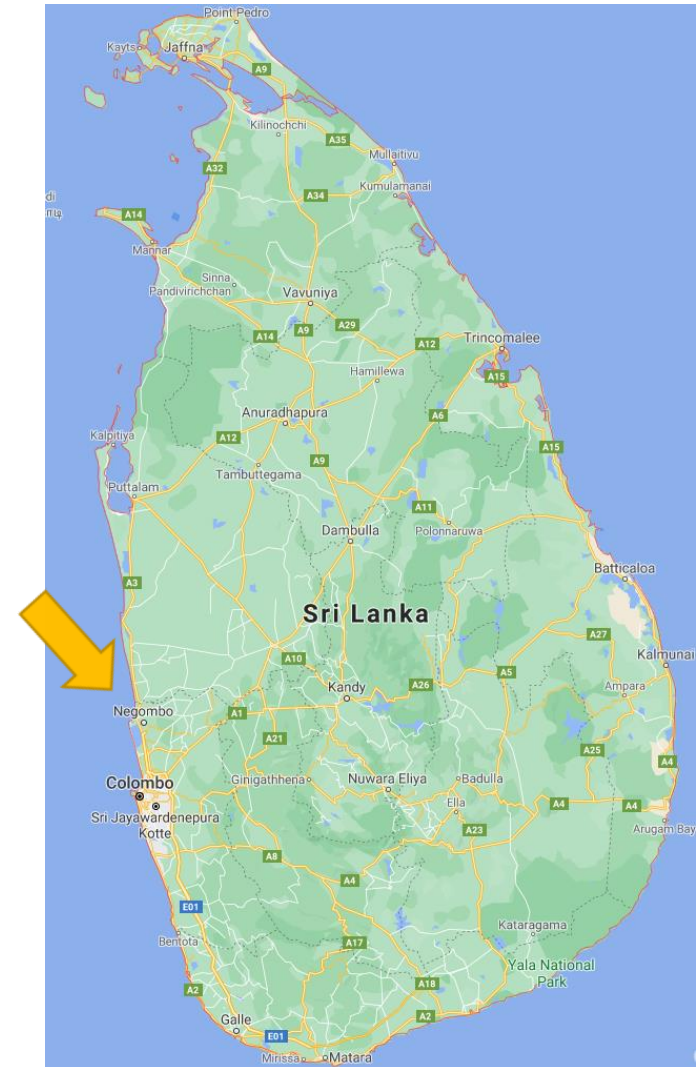 Point Pedro
Kayts
Jaffna
A9
Kilinochchi
A35
Mullaitivu
A32
Kumulamanai
A34
di
A14
Mannar
Sinna
Pandivirichchan
Vavuniya
A14
A9
A29
A12
Trincomalee
Hamillewa
A15
Anuradhapura
A6
Kalpitiya
A12
A15
A9
Tambuttegama
Puttalam
A11
Dambulla
Polonnaruwa
Batticaloa
A3
Sri Lanka
A27
A10
Kalmunai
A5
Kandy
A26
Ampara
Negombo
A1
A21
A25
A4
Colombo
Ginigathhena
Nuwara Eliya
Badulla
Sri Jayawardenepura
Kotte
Ella
A4
A4
A23
Arugam Bay
A8
A4
E01
Kataragama
Bentota
A17
Yala National
Park
A18
A2
A2
Galle
E01
Mirissa
Matara